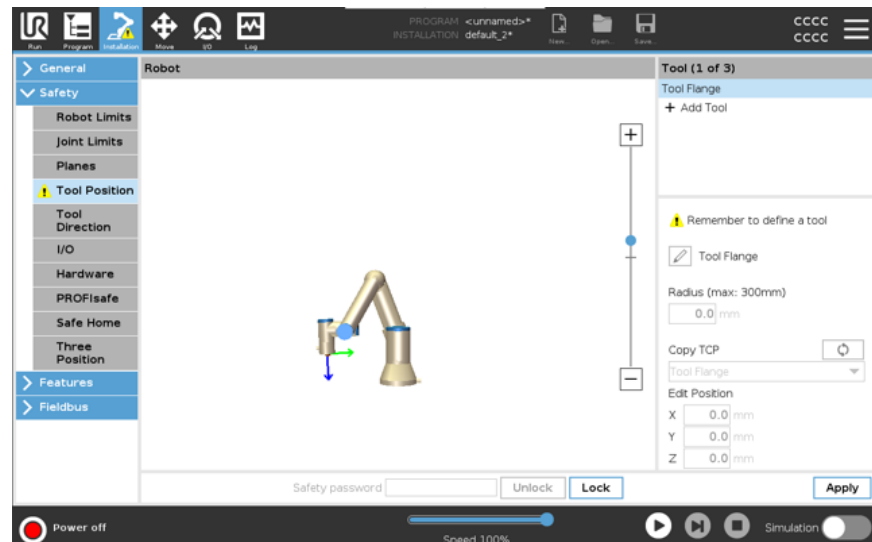 UR
PROGRAM <unnamed>*
INSTALLATION default_2*
CCCC
CCCC
Run
Program
Installation
Move
I/O
Log
New...
Open...
Save...
General
Safety
Robot Limits
Joint Limits
Planes
Tool Position
Tool
Direction
I/O
Hardware
PROFIsafe
Safe Home
Three
Position
Features
Fieldbus
Robot
Tool (1 of 3)
Tool Flange
+ Add Tool
Remember to define a tool
Tool Flange
Radius (max: 300mm)
0.0 mm
Copy TCP
Tool Flange
Edit Position
X 0.0 mm
Y 0.0 mm
Z 0.0 mm
Safety password
Unlock
Lock
Apply
Power off
Speed 100%
Simulation